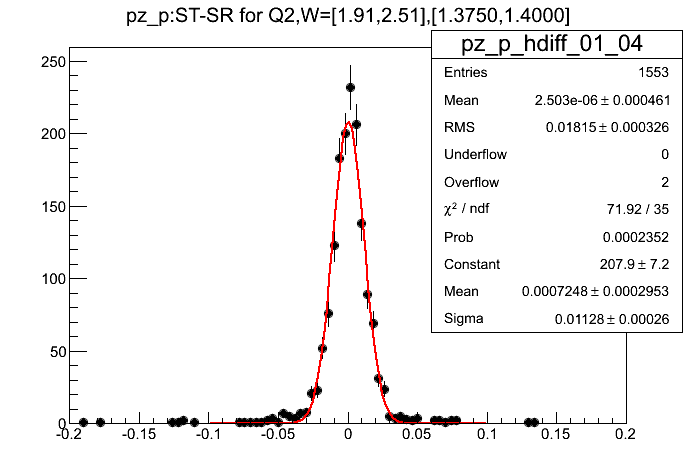 pz_p:ST-SR for Q2,W=[1.91,2.51],[1.3750,1.4000]
pz_p_hdiff_01_04
Entries 1553
Mean 2.503e-06 ± 0.000461
RMS 0.01815 ± 0.000326
Underflow 0
Overflow 2
χ² / ndf 71.92 / 35
Prob 0.0002352
Constant 207.9 ± 7.2
Mean 0.0007248 ± 0.0002953
Sigma 0.01128 ± 0.00026
250
200
150
100
50
0
-0.2 -0.15 -0.1 -0.05 0 0.05 0.1 0.15 0.2